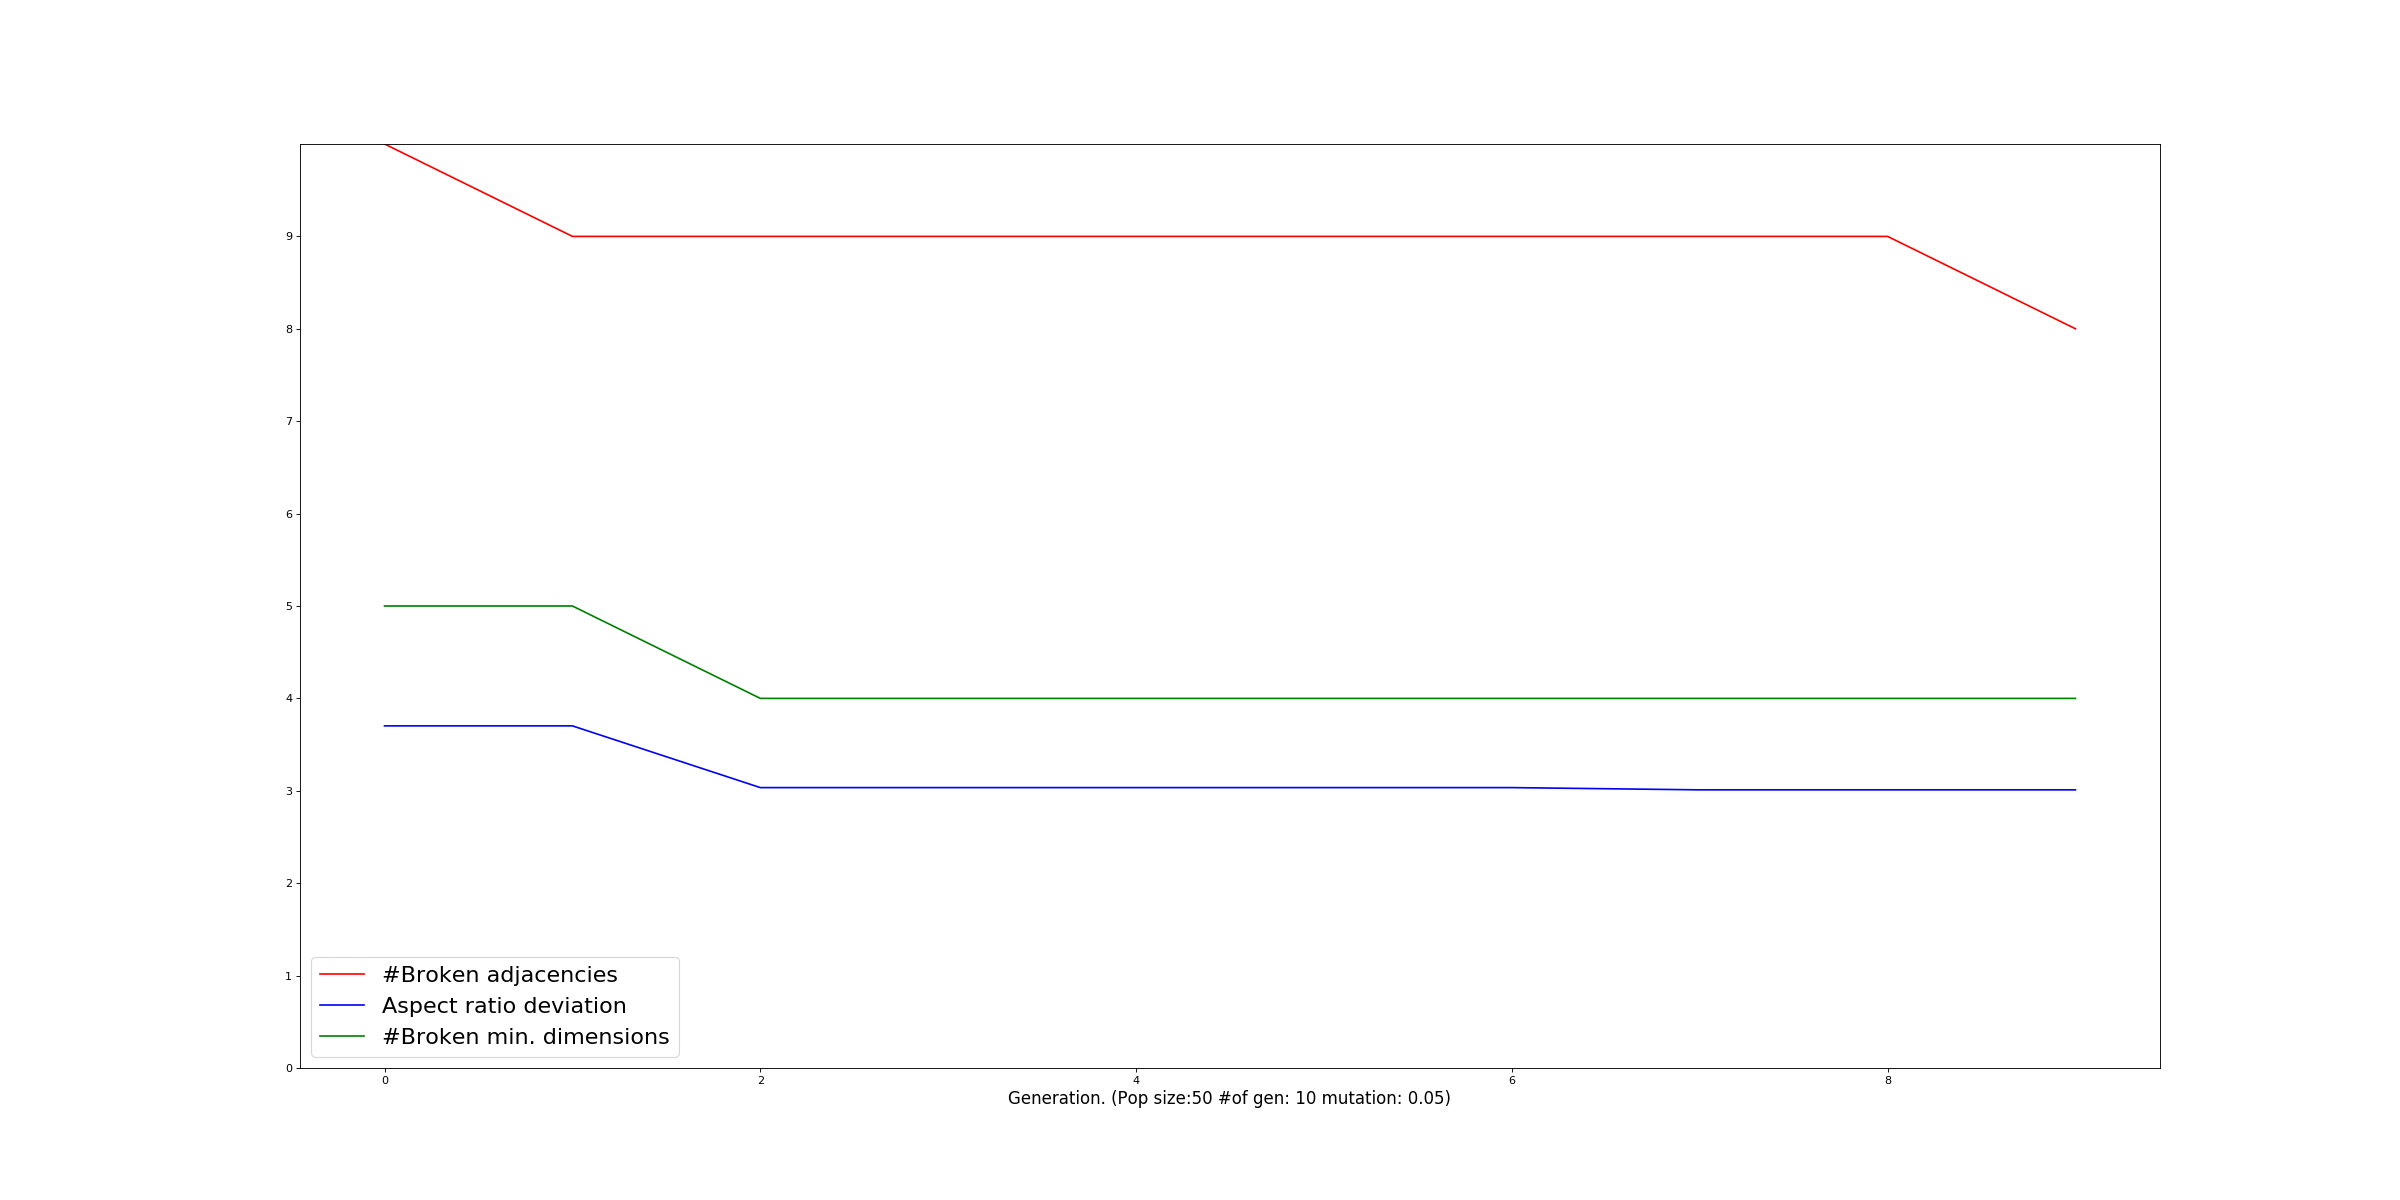 9
8
7
6
5
4
3
2
1
0
#Broken adjacencies
Aspect ratio deviation
#Broken min. dimensions
0 2 4 6 8
Generation. (Pop size:50 #of gen: 10 mutation: 0.05)